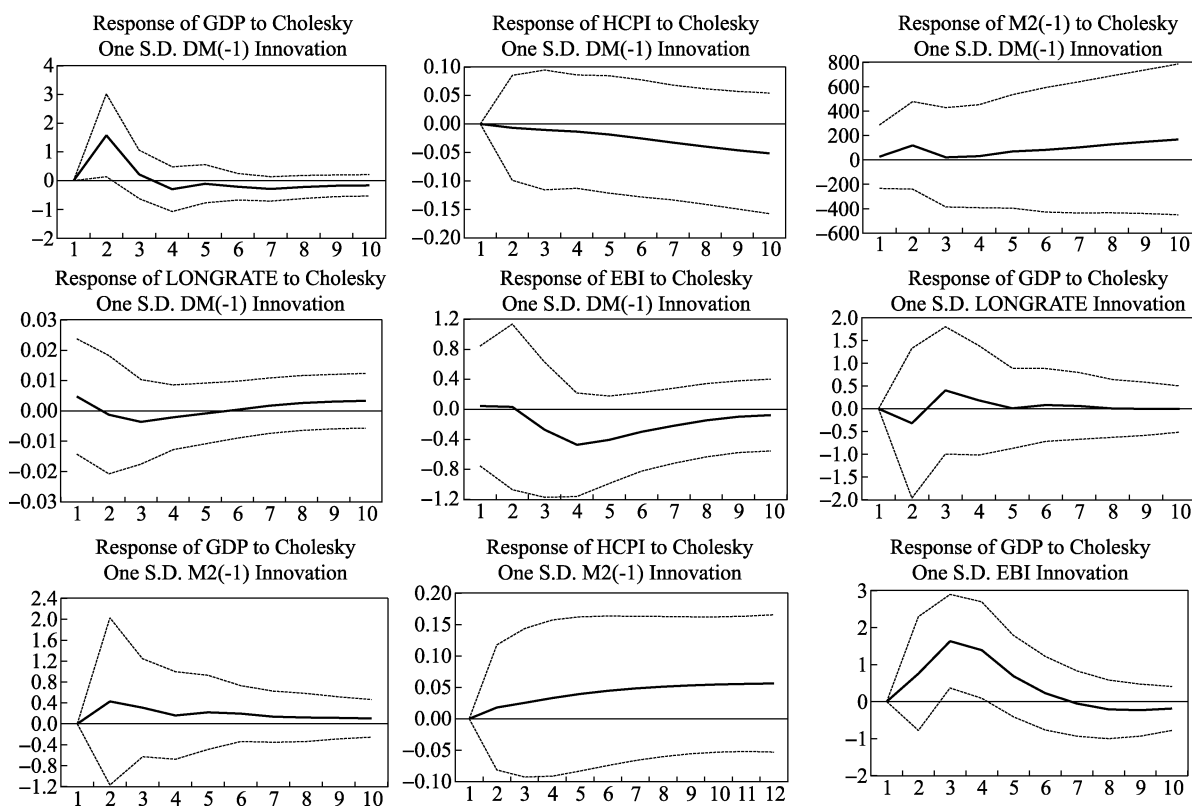 Response of GDP to Cholesky
One S.D. DM(-1) Innovation
4
3
2
1
0
−1
−2
1 2 3 4 5 6 7 8 9 10
Response of HCPI to Cholesky
One S.D. DM(-1) Innovation
0.10
0.05
0.00
−0.05
−0.10
−0.15
−0.20
1 2 3 4 5 6 7 8 9 10
Response of M2(-1) to Cholesky
One S.D. DM(-1) Innovation
800
600
400
200
0
−200
−400
−600
1 2 3 4 5 6 7 8 9 10
Response of LONGRATE to Cholesky
One S.D. DM(-1) Innovation
0.03
0.02
0.01
0.00
−0.01
−0.02
−0.03
1 2 3 4 5 6 7 8 9 10
Response of EBI to Cholesky
One S.D. DM(-1) Innovation
1.2
0.8
0.4
0.0
−0.4
−0.8
−1.2
1 2 3 4 5 6 7 8 9 10
Response of GDP to Cholesky
One S.D. LONGRATE Innovation
2.0
1.5
1.0
0.5
0.0
−0.5
−1.0
−1.5
−2.0
1 2 3 4 5 6 7 8 9 10
Response of GDP to Cholesky
One S.D. M2(-1) Innovation
2.4
2.0
1.6
1.2
0.8
0.4
0.0
−0.4
−0.8
−1.2
1 2 3 4 5 6 7 8 9 10
Response of HCPI to Cholesky
One S.D. M2(-1) Innovation
0.20
0.15
0.10
0.05
0.00
−0.05
−0.10
1 2 3 4 5 6 7 8 9 10 11 12
Response of GDP to Cholesky
One S.D. EBI Innovation
3
2
1
0
−1
−2
1 2 3 4 5 6 7 8 9 10